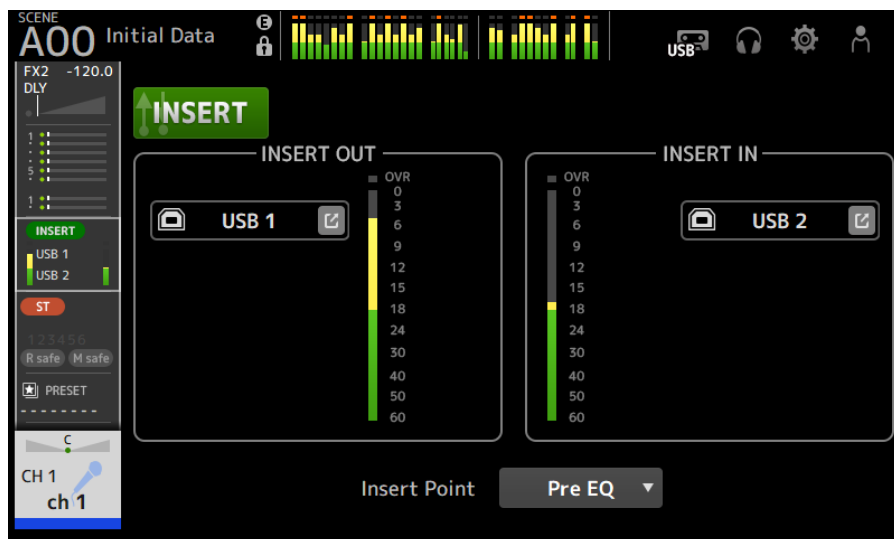 SCENE
A00 Initial Data
E
USB
FX2 -120.0
DLY
1
5
1
INSERT
USB 1
USB 2
ST
123456
R safe M safe
PRESET
--------
C
CH 1
ch 1
INSERT
INSERT OUT
USB 1
OVR
0
3
6
9
12
15
18
24
30
40
50
60
INSERT IN
OVR
0
3
6
9
12
15
18
24
30
40
50
60
USB 2
Insert Point Pre EQ